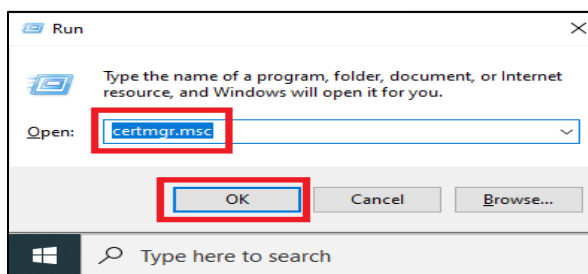 Run
Type the name of a program, folder, document, or Internet
resource, and Windows will open it for you.
Open: certmgr.msc
OK Cancel Browse...
Type here to search